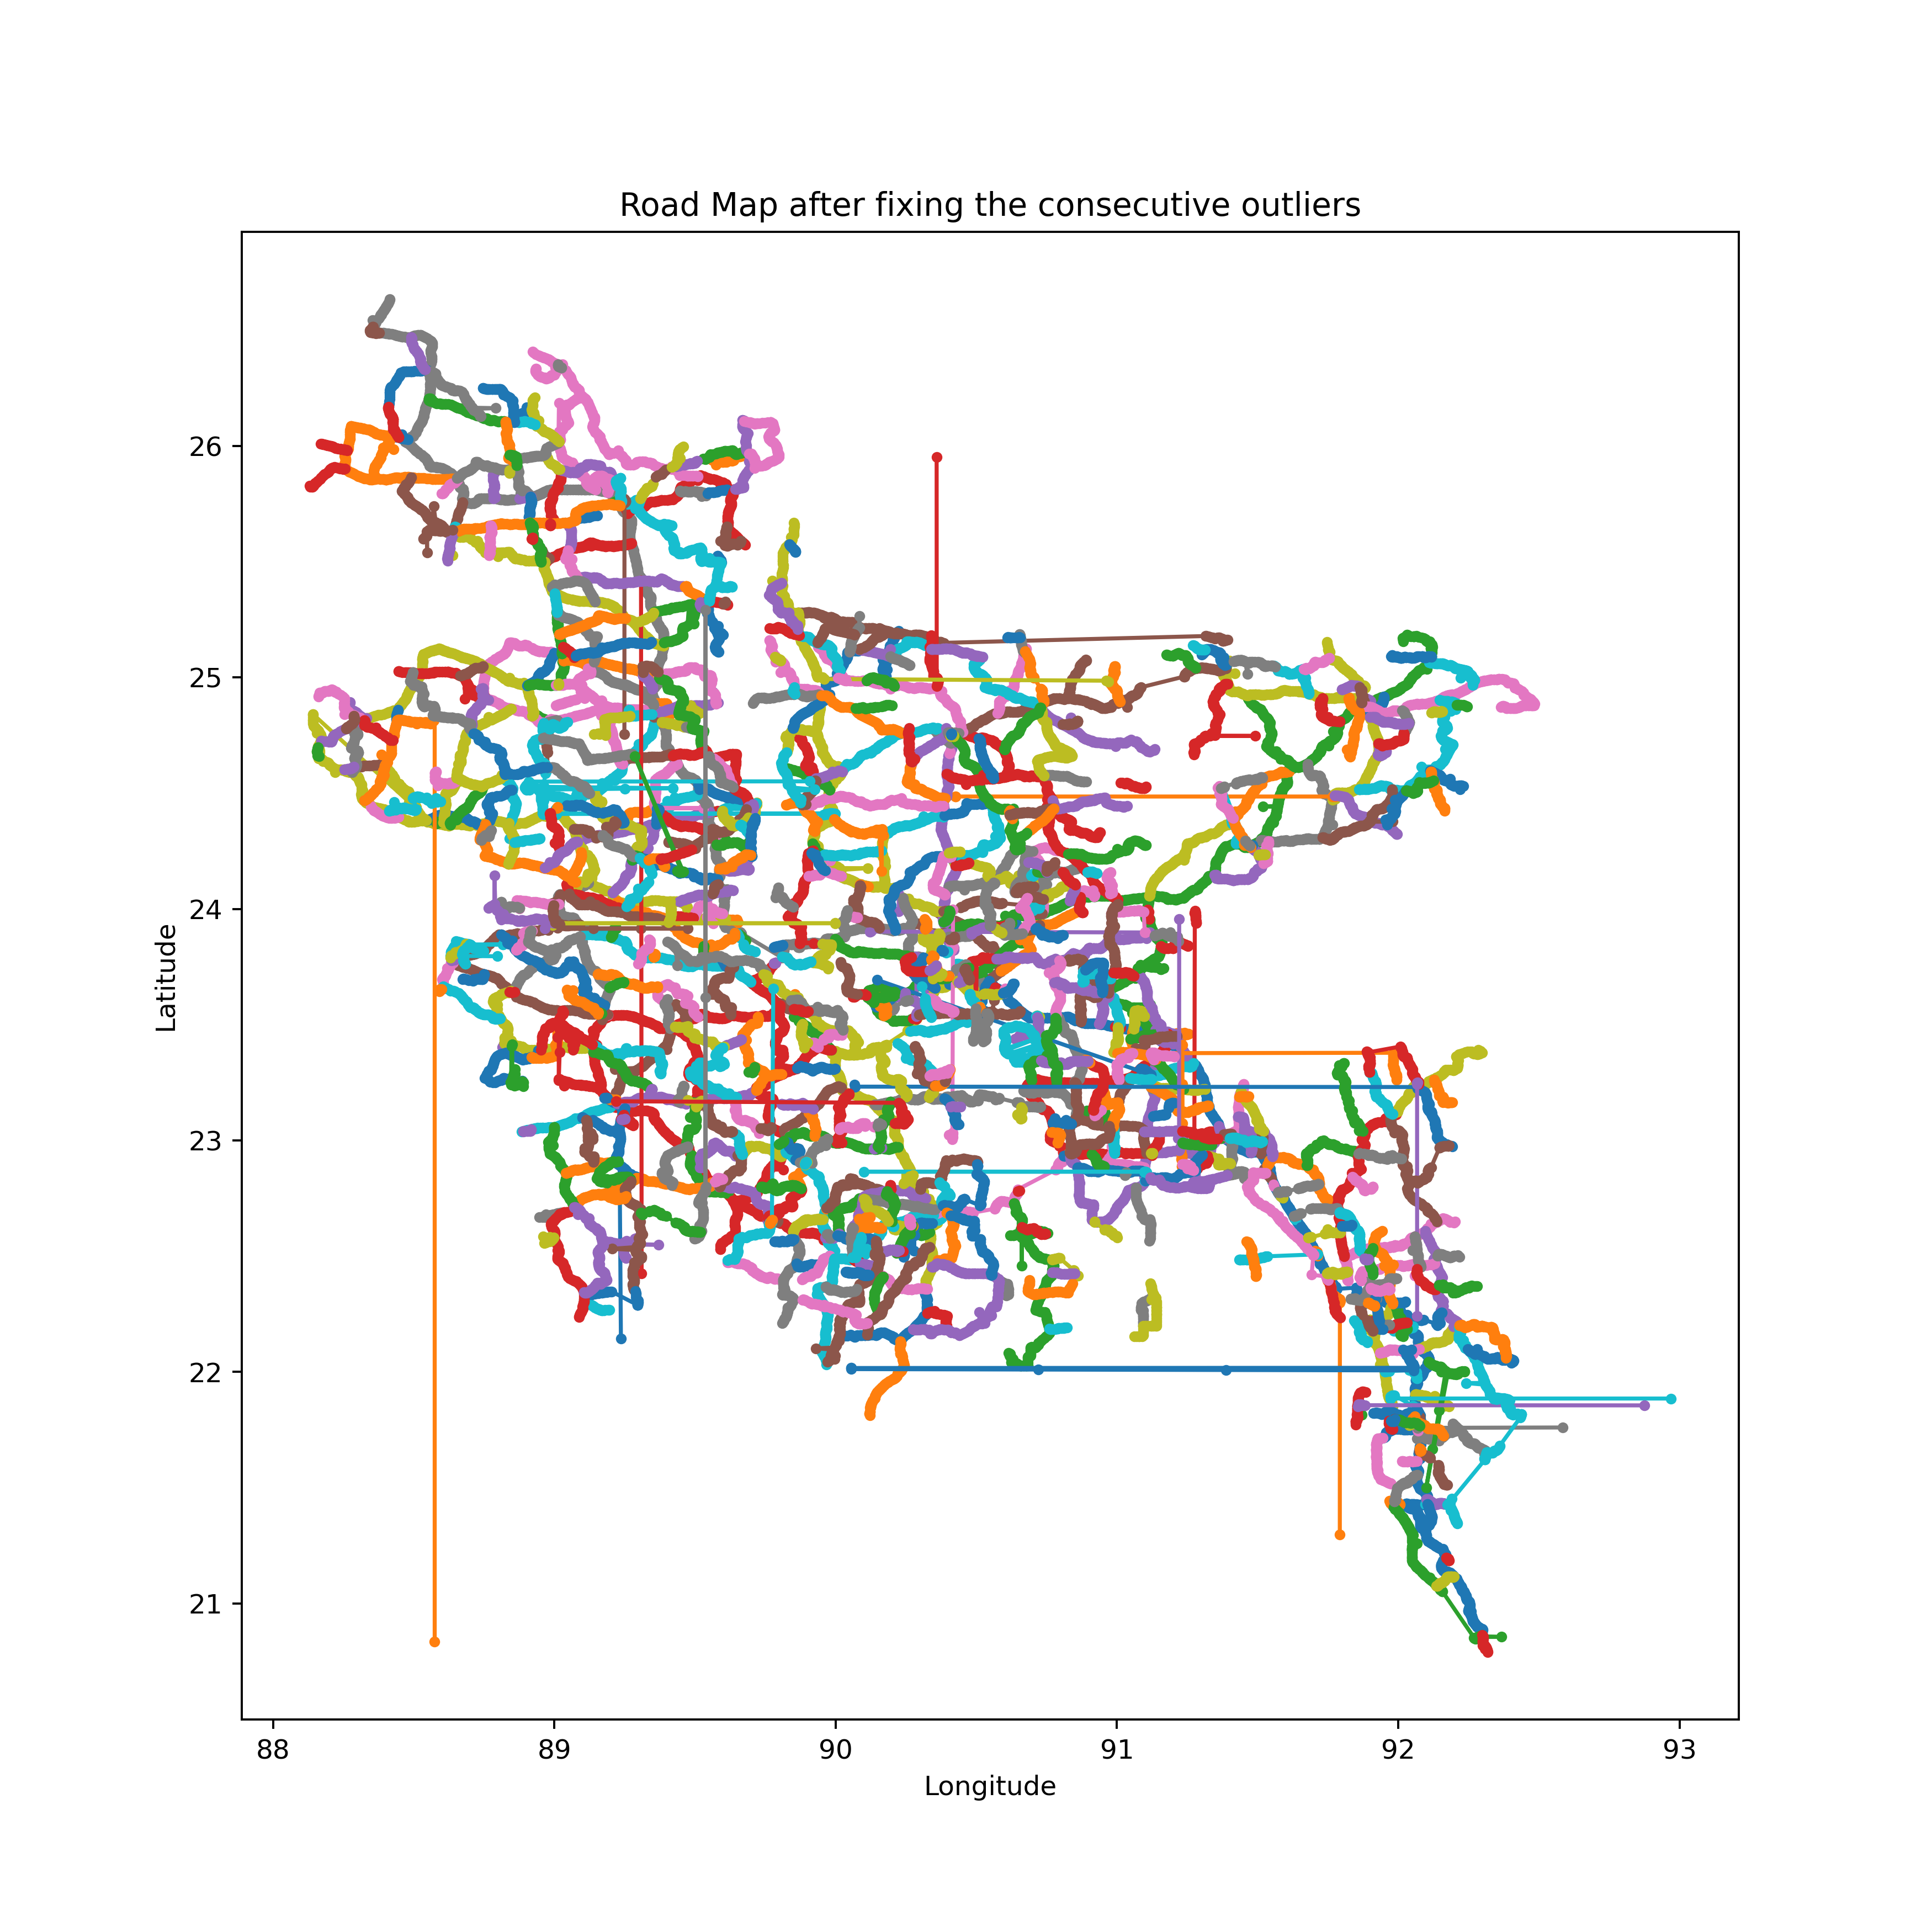 Road Map after fixing the consecutive outliers
26
25
24
23
22
21
Latitude
88 89 90 91 92 93
Longitude